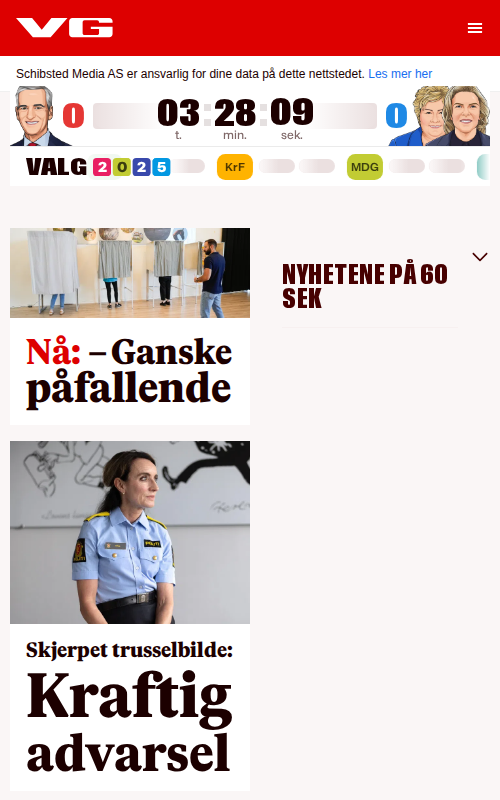 VG
Schibsted Media AS er ansvarlig for dine data på dette nettstedet. Les mer her
0 03:28:09 0
t. min. sek.
VALG 2025 KrF MDG
Nå: – Ganske
påfallende
NYHETENE PÅ 60
SEK
Skjerpet trusselbilde:
Kraftig
advarsel